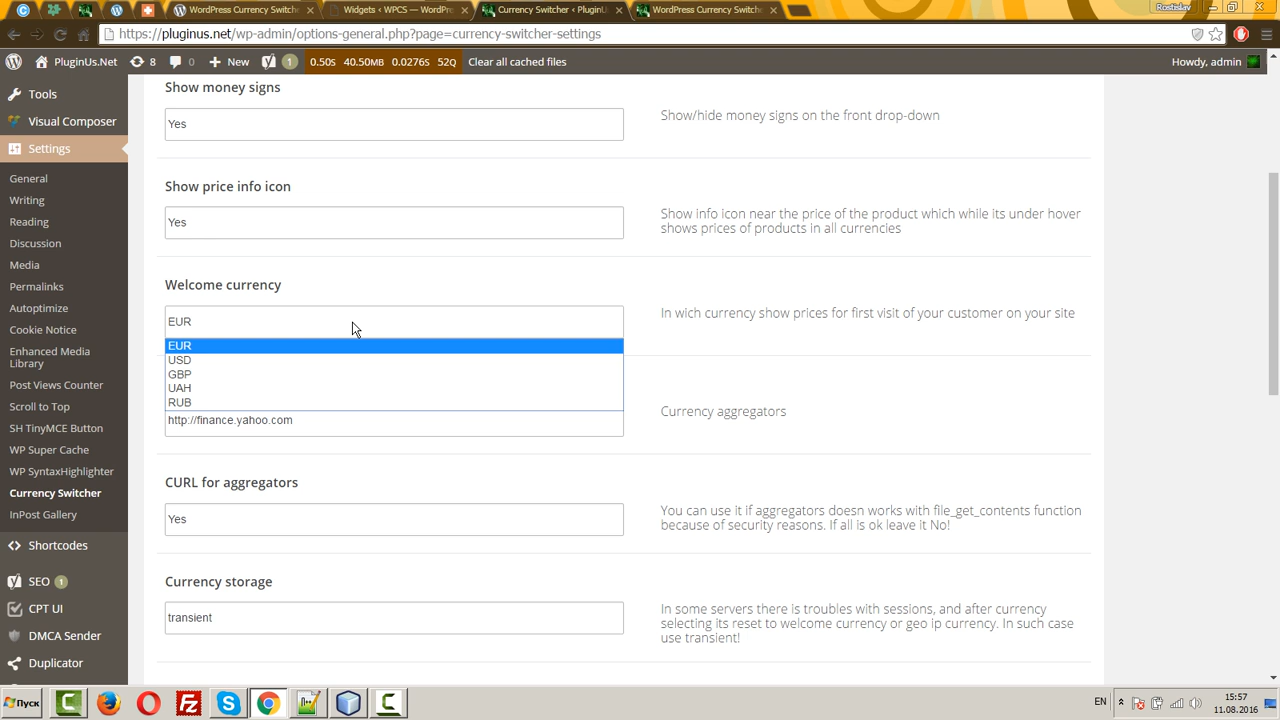 WordPress Currency Switche
Widgets ‹ WPCS — WordPre
Currency Switcher • PluginUs
WordPress Currency Switche
Rostislav
https://pluginus.net/wp-admin/options-general.php?page=currency-switcher-settings
PluginUs.Net
8
0
New
1
0.50S 40.50MB 0.0276S 52Q
Clear all cached files
Howdy, admin
Tools
Visual Composer
Settings
General
Writing
Reading
Discussion
Media
Permalinks
Autoptimize
Cookie Notice
Enhanced Media
Library
Post Views Counter
Scroll to Top
SH TinyMCE Button
WP Super Cache
WP SyntaxHighlighter
Currency Switcher
InPost Gallery
Shortcodes
SEO 1
CPT UI
DMCA Sender
Duplicator
Show money signs
Yes
Show/hide money signs on the front drop-down
Show price info icon
Yes
Show info icon near the price of the product which while its under hover
shows prices of products in all currencies
Welcome currency
EUR
In wich currency show prices for first visit of your customer on your site
EUR
USD
GBP
UAH
RUB
http://finance.yahoo.com
Currency aggregators
CURL for aggregators
Yes
You can use it if aggregators doesn works with file_get_contents function
because of security reasons. If all is ok leave it No!
Currency storage
transient
In some servers there is troubles with sessions, and after currency
selecting its reset to welcome currency or geo ip currency. In such case
use transient!
Пуск
EN
15:57
11.08.2016